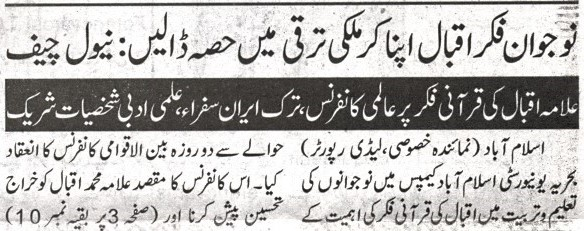 نوجوان فکر اقبال اپنا کر ملکی ترقی میں حصہ ڈالیں: نیول چیف
علامہ اقبال کی قرآنی فکر پر عالمی کانفرنس، ترک ایران سفراء، علمی ادبی شخصیات شریک
اسلام آباد (نمائندہ خصوصی، لیڈی رپورٹر)
بحریہ یونیورسٹی اسلام آباد کیمپس میں نوجوانوں کی
تعلیم و تربیت میں اقبال کی قرآنی فکر کی اہمیت کے
حوالے سے دو روزہ بین الاقوامی کانفرنس کا انعقاد
کیا۔ اس کانفرنس کا مقصد علامہ محمد اقبال کو خراج
تحسین پیش کرنا اور (صفحہ 3 پر بقیہ نمبر 10)